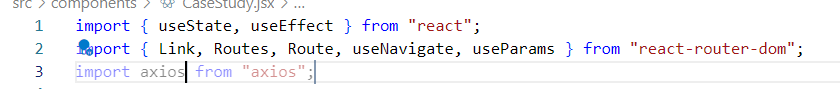 src > components > CaseStudy.jsx > ...
1 import { useState, useEffect } from "react";
2 import { Link, Routes, Route, useNavigate, useParams } from "react-router-dom";
3 import axios from "axios";